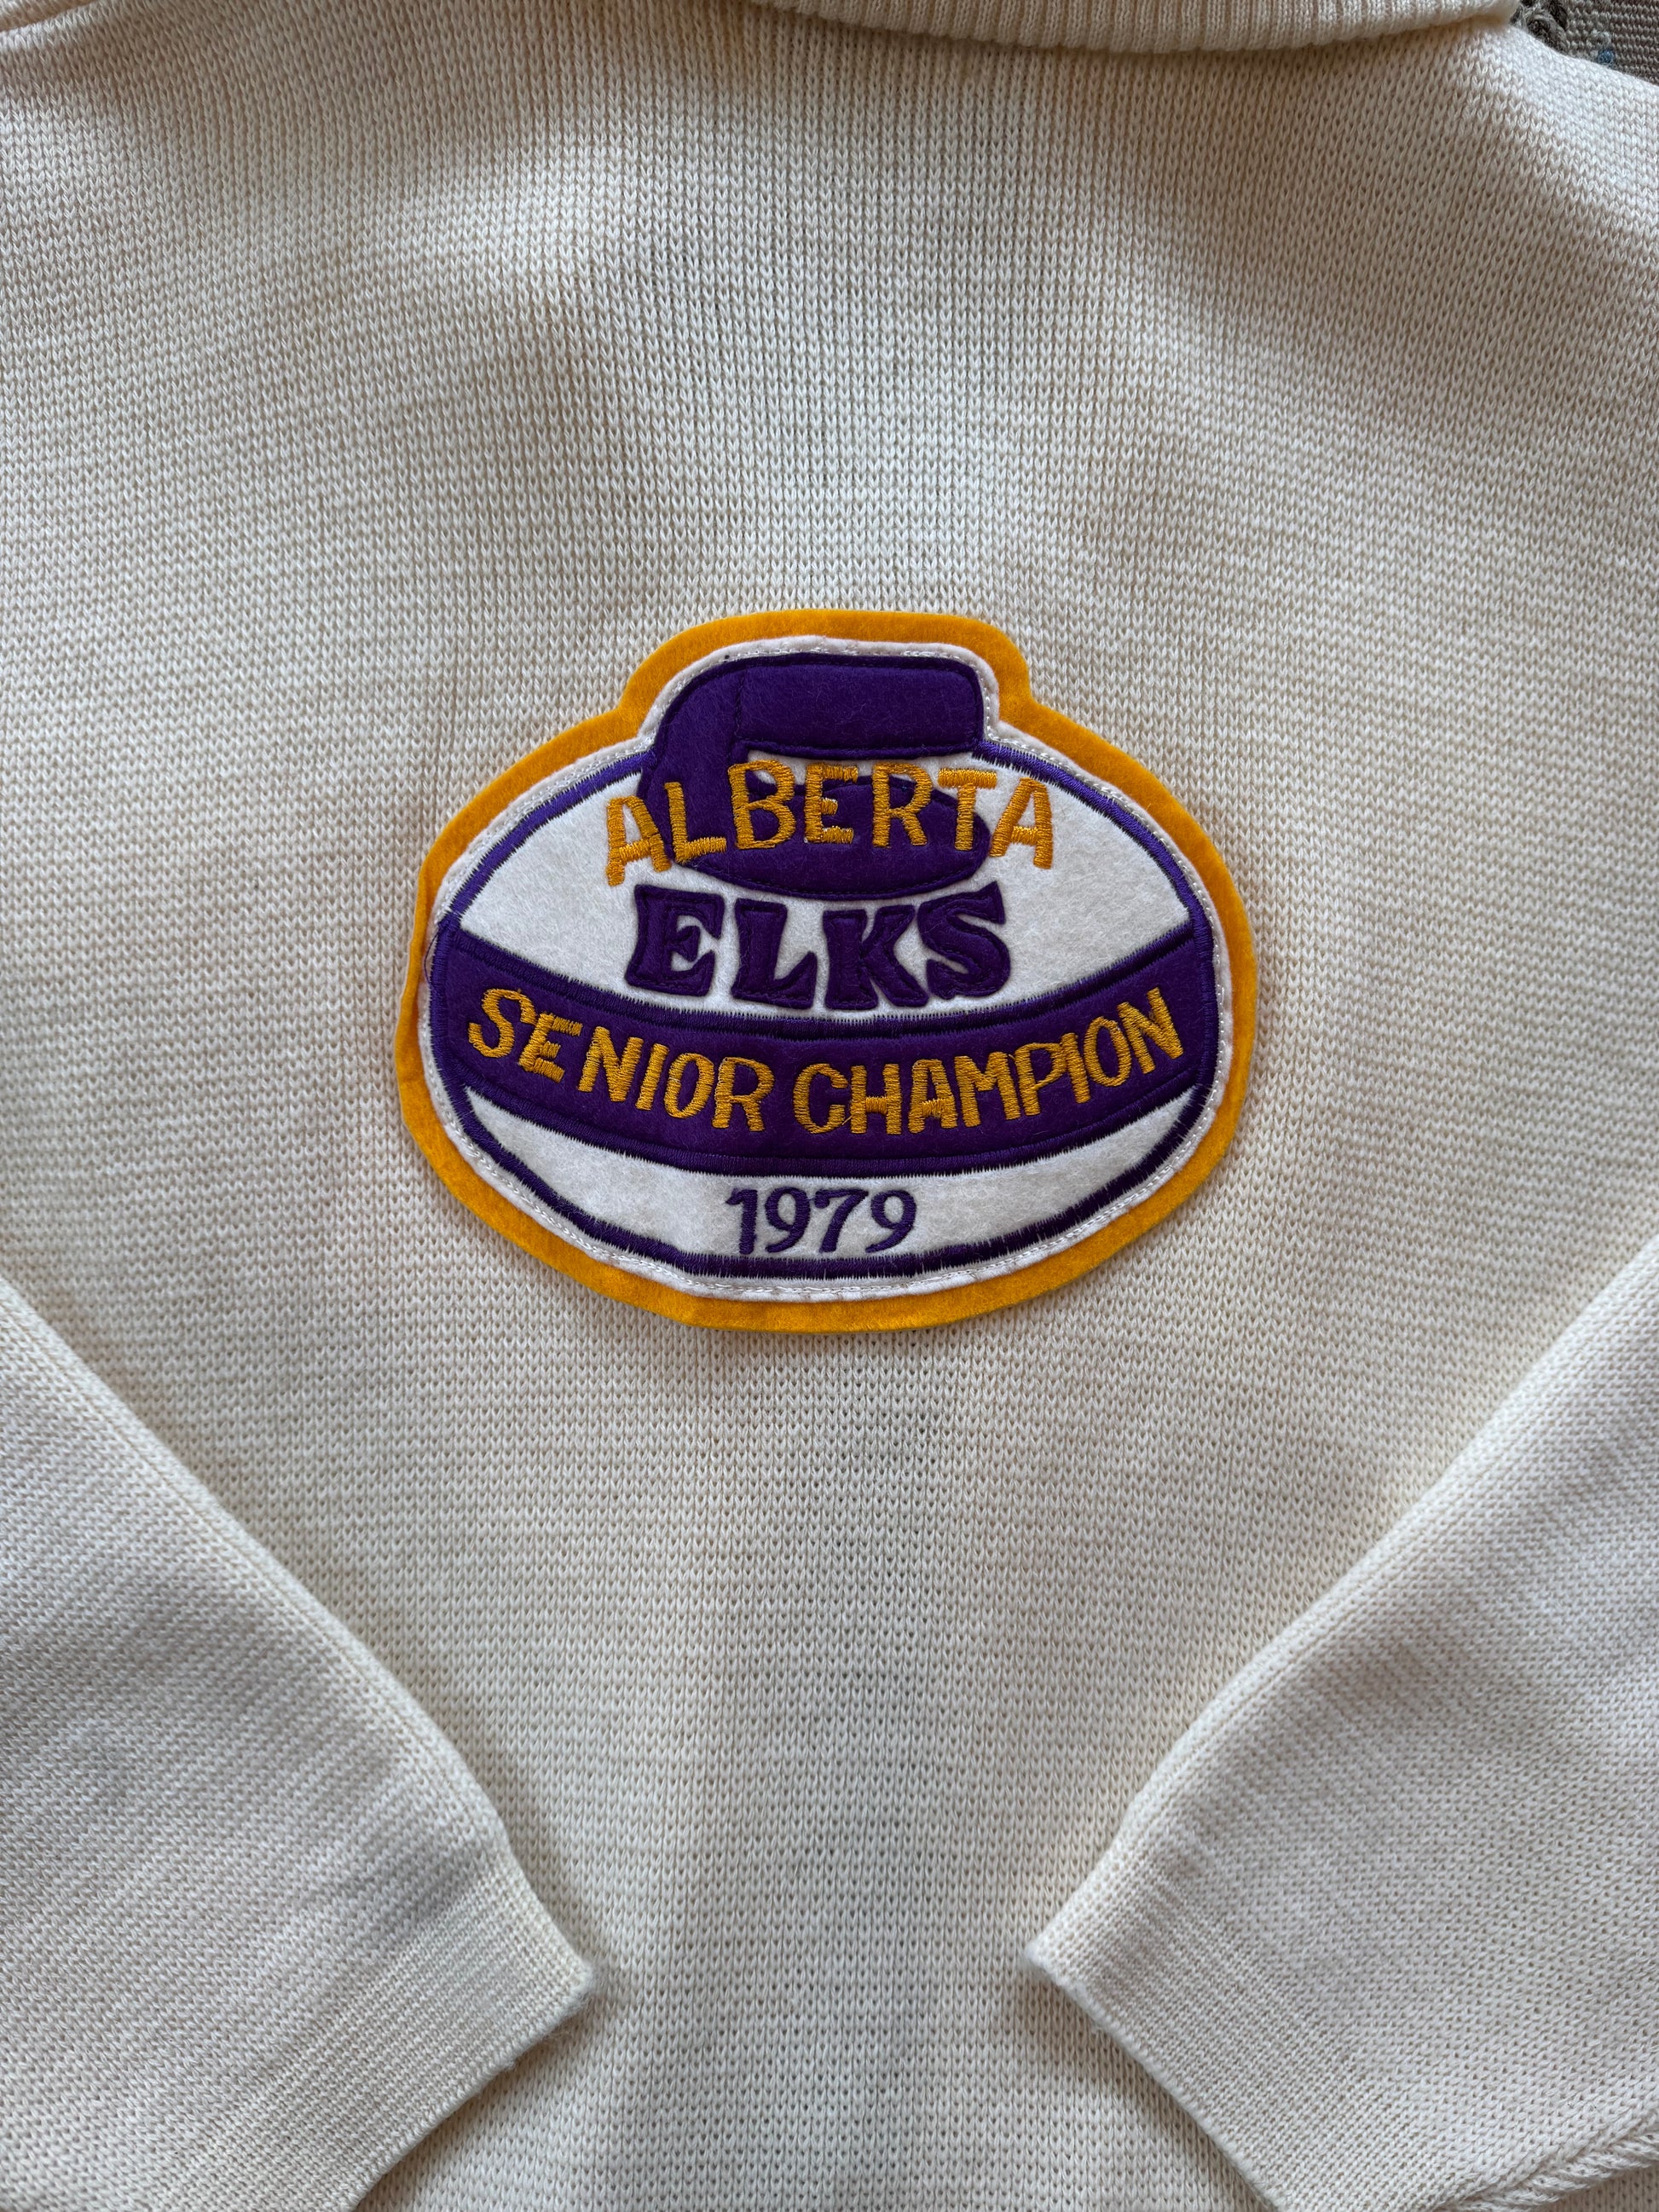 ALBERTA
ELKS
SENIOR CHAMPION
1979